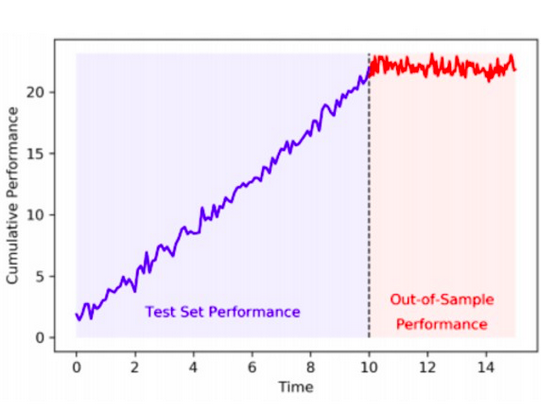 Cumulative Performance
20
15
10
5
0
Test Set Performance
Out-of-Sample
Performance
0 2 4 6 8 10 12 14
Time